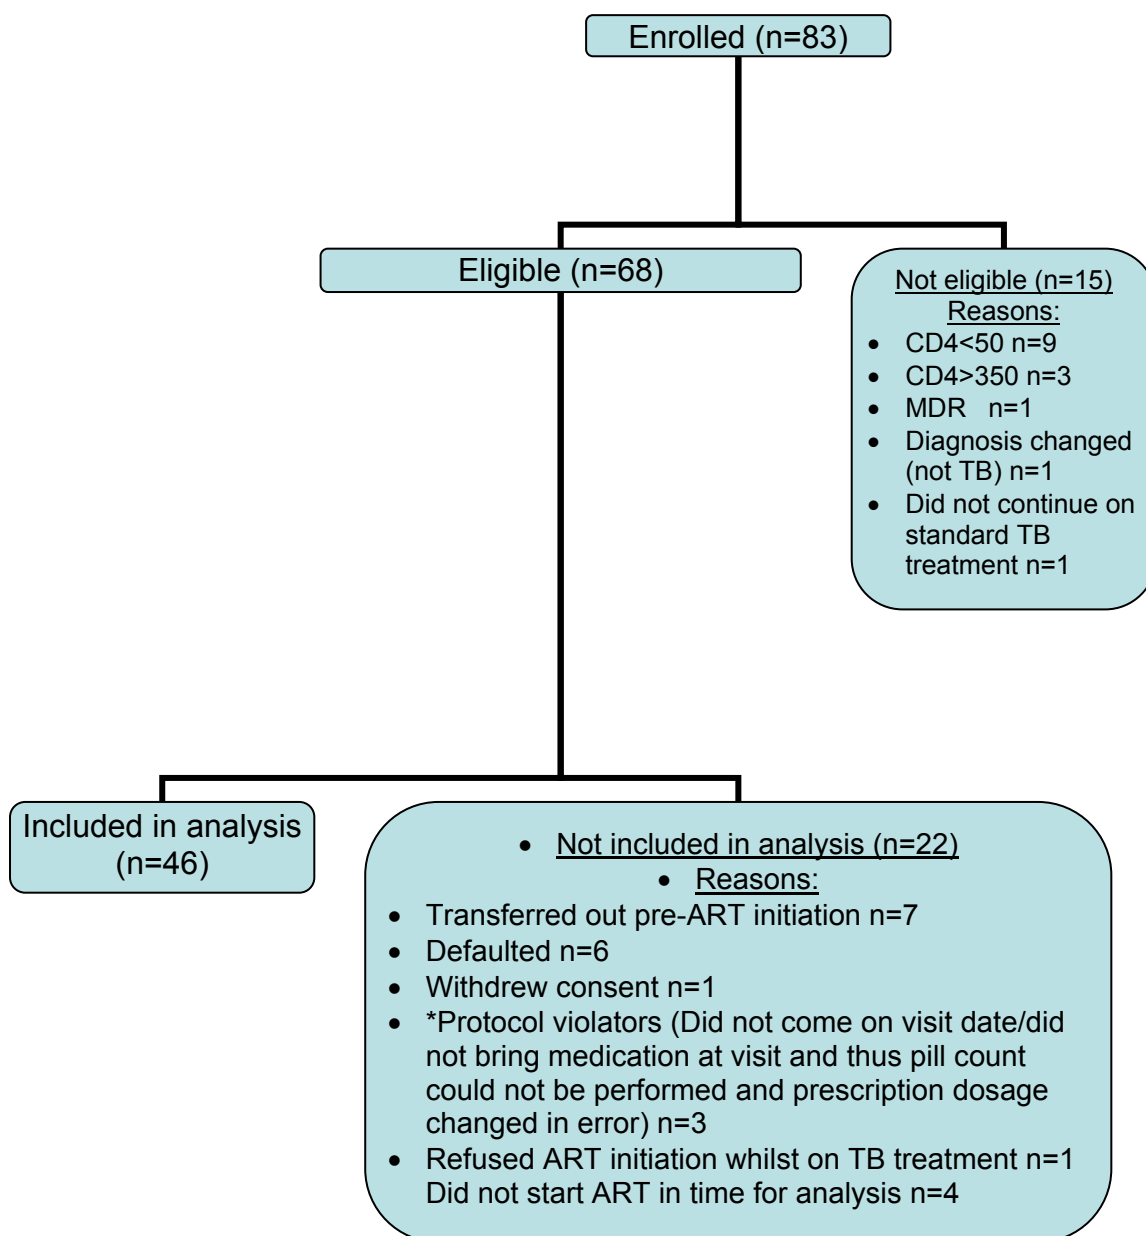 Enrolled (n=83)
Eligible (n=68)
Not eligible (n=15)
Reasons:
• CD4<50 n=9
• CD4>350 n=3
• MDR   n=1
• Diagnosis changed
(not TB) n=1
• Did not continue on
standard TB
treatment n=1
Included in analysis
(n=46)
• Not included in analysis (n=22)
• Reasons:
• Transferred out pre-ART initiation n=7
• Defaulted n=6
• Withdrew consent n=1
• *Protocol violators (Did not come on visit date/did
not bring medication at visit and thus pill count
could not be performed and prescription dosage
changed in error) n=3
• Refused ART initiation whilst on TB treatment n=1
Did not start ART in time for analysis n=4